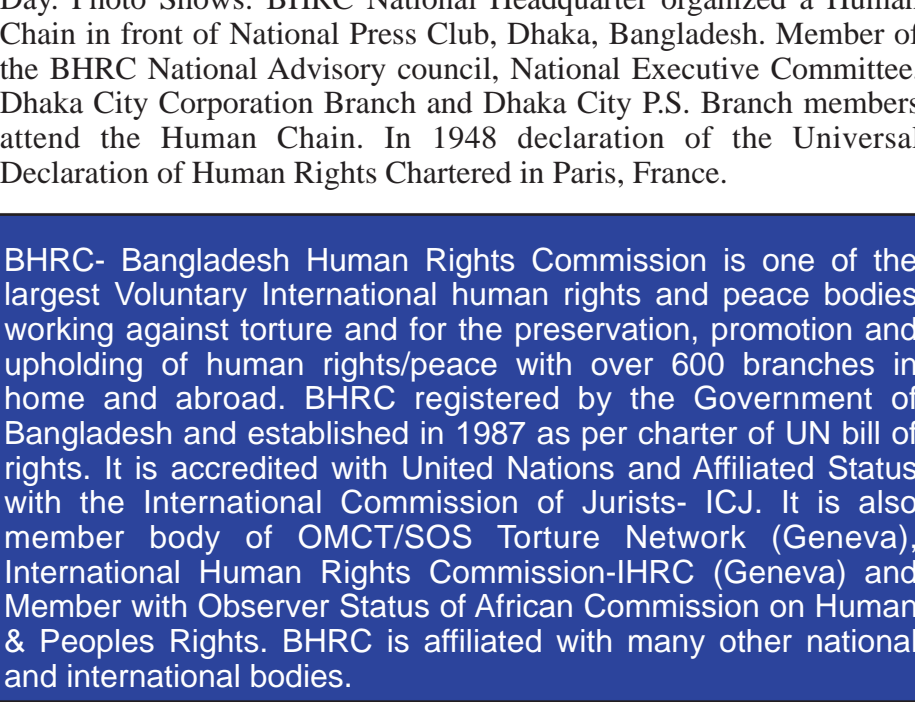 Day. Photo Shows: BHRC National Headquarter organized a Human
Chain in front of National Press Club, Dhaka, Bangladesh. Member of
the BHRC National Advisory council, National Executive Committee,
Dhaka City Corporation Branch and Dhaka City P.S. Branch members
attend the Human Chain. In 1948 declaration of the Universal
Declaration of Human Rights Chartered in Paris, France.
BHRC- Bangladesh Human Rights Commission is one of the
largest Voluntary International human rights and peace bodies
working against torture and for the preservation, promotion and
upholding of human rights/peace with over 600 branches in
home and abroad. BHRC registered by the Government of
Bangladesh and established in 1987 as per charter of UN bill of
rights. It is accredited with United Nations and Affiliated Status
with the International Commission of Jurists- ICJ. It is also
member body of OMCT/SOS Torture Network (Geneva),
International Human Rights Commission-IHRC (Geneva) and
Member with Observer Status of African Commission on Human
& Peoples Rights. BHRC is affiliated with many other national
and international bodies.